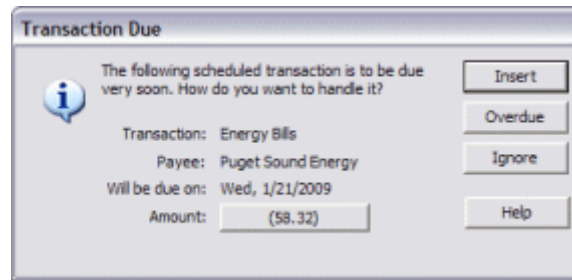 Transaction Due
The following scheduled transaction is to be due
very soon. How do you want to handle it?
Transaction: Energy Bills
Payee: Puget Sound Energy
Will be due on: Wed, 1/21/2009
Amount: (58.32)
Insert
Overdue
Ignore
Help